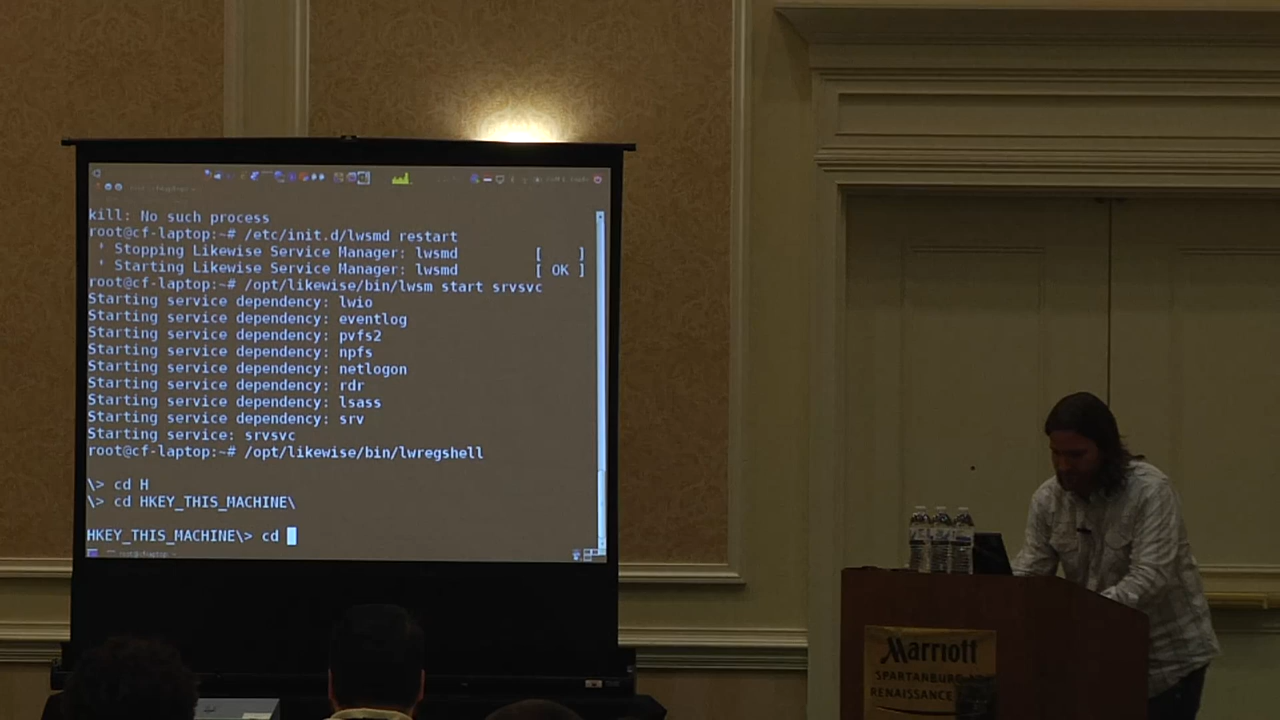 kill: No such process
root@cf-laptop:~# /etc/init.d/lwsmd restart
' Stopping Likewise Service Manager: lwsmd [ ]
' Starting Likewise Service Manager: lwsmd [ OK ]
root@cf-laptop:~# /opt/likewise/bin/lwsm start srvsvc
Starting service dependency: lwio
Starting service dependency: eventlog
Starting service dependency: pvfs2
Starting service dependency: npfs
Starting service dependency: netlogon
Starting service dependency: rdr
Starting service dependency: lsass
Starting service dependency: srv
Starting service: srvsvc
root@cf-laptop:~# /opt/likewise/bin/lwregshell
\> cd H
\> cd HKEY_THIS_MACHINE\
HKEY_THIS_MACHINE\> cd
Marriott
SPARTANBURG
RENAISSANCE